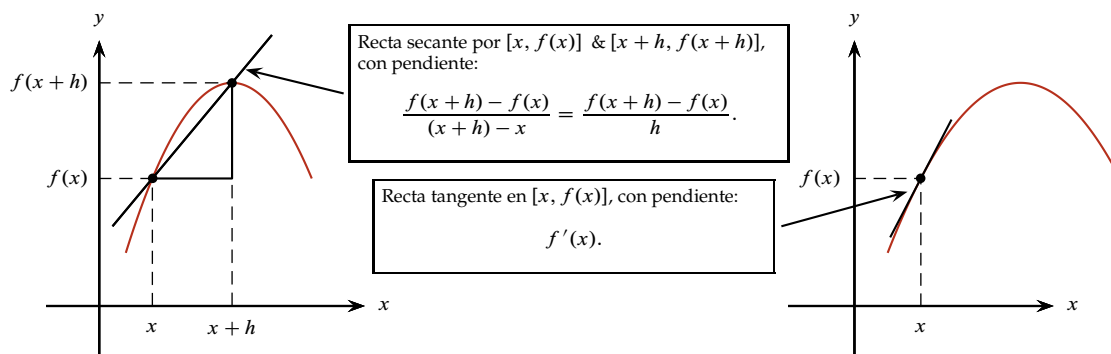 y
f(x + h)
f(x)
x
x + h
x
Recta secante por [x, f(x)] & [x + h, f(x + h)],
con pendiente:
f(x + h) − f(x) / (x + h) − x = f(x + h) − f(x) / h.
Recta tangente en [x, f(x)], con pendiente:
f ′(x).
y
f(x)
x
x